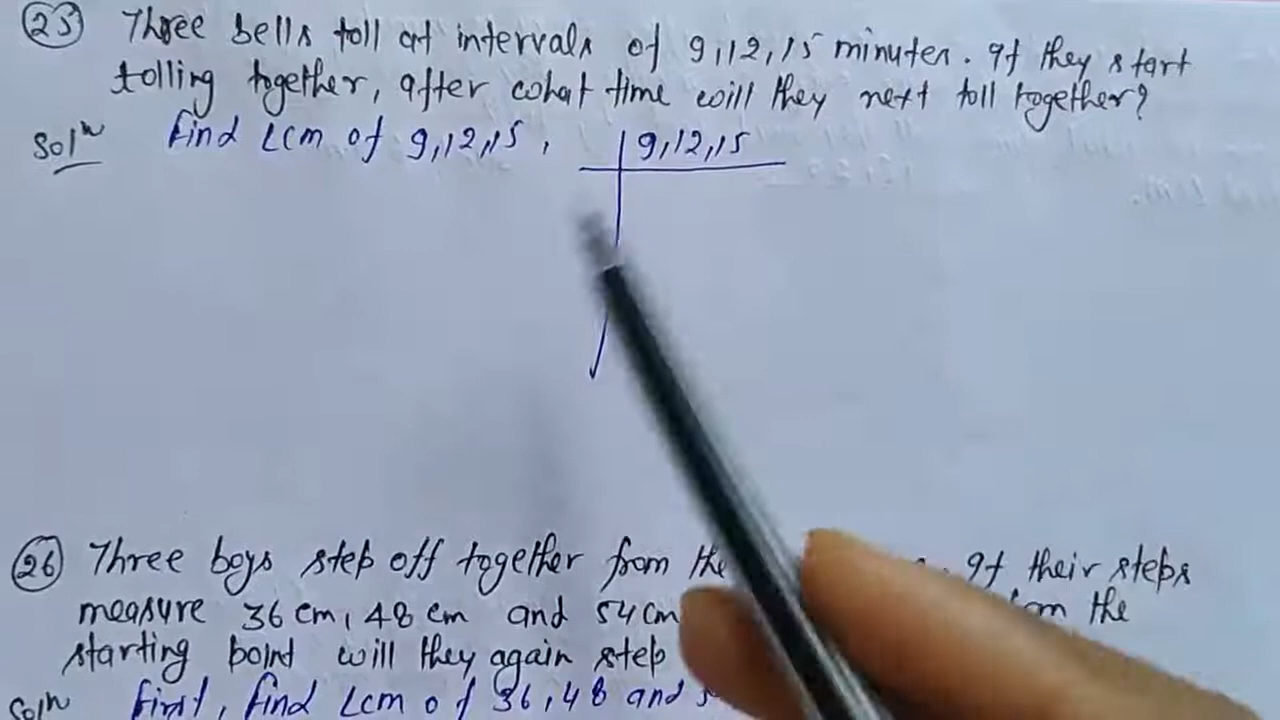 25 Three bells toll at intervals of 9, 12, 15 minutes. If they start
tolling together, after what time will they next toll together?
Solⁿ Find LCM of 9, 12, 15, 9, 12, 15
26 Three boys step off together from the If their steps
measure 36 cm, 48 cm and 54 cm the
starting point will they again step
Solⁿ First, find LCM of 36, 48 and